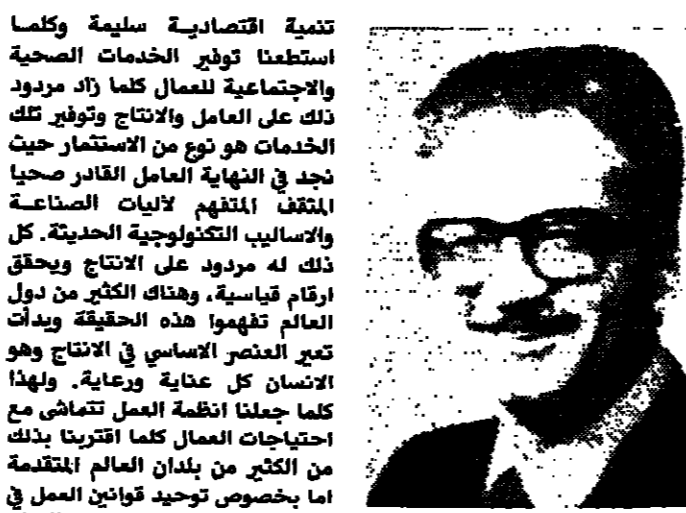 تنمية اقتصاديــة سليمة وكلمــا
استطعنا توفير الخدمات الصحية
والاجتماعية للعمال كلما زاد مردود
ذلك على العامل والانتاج وتوفير تلك
الخدمات هو نوع من الاستثمار حيث
نجد في النهاية العامل القادر صحيا
المثقف المتفهم لآليات الصناعــة
والاساليب التكنولوجية الحديثة. كل
ذلك له مردود على الانتاج ويحقق
ارقام قياسية، وهناك الكثير من دول
العالم تفهموا هذه الحقيقة وبدأت
تعير العنصر الاساسي في الانتاج وهو
الانسان كل عناية ورعاية. ولهذا
كلما جعلنا انظمة العمل تتماشى مع
احتياجات العمال كلما اقتربنا بذلك
من الكثير من بلدان العالم المتقدمة
اما بخصوص توحيد قوانين العمل في